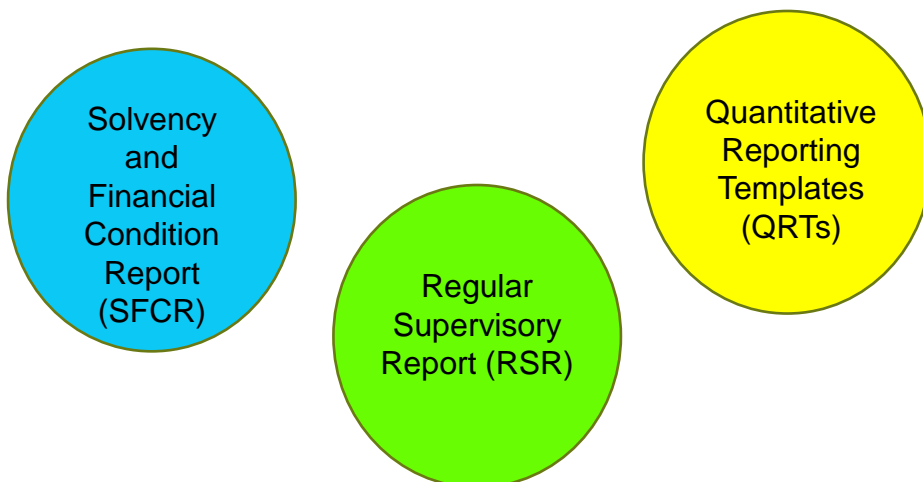 Solvency
and
Financial
Condition
Report
(SFCR)
Regular
Supervisory
Report (RSR)
Quantitative
Reporting
Templates
(QRTs)